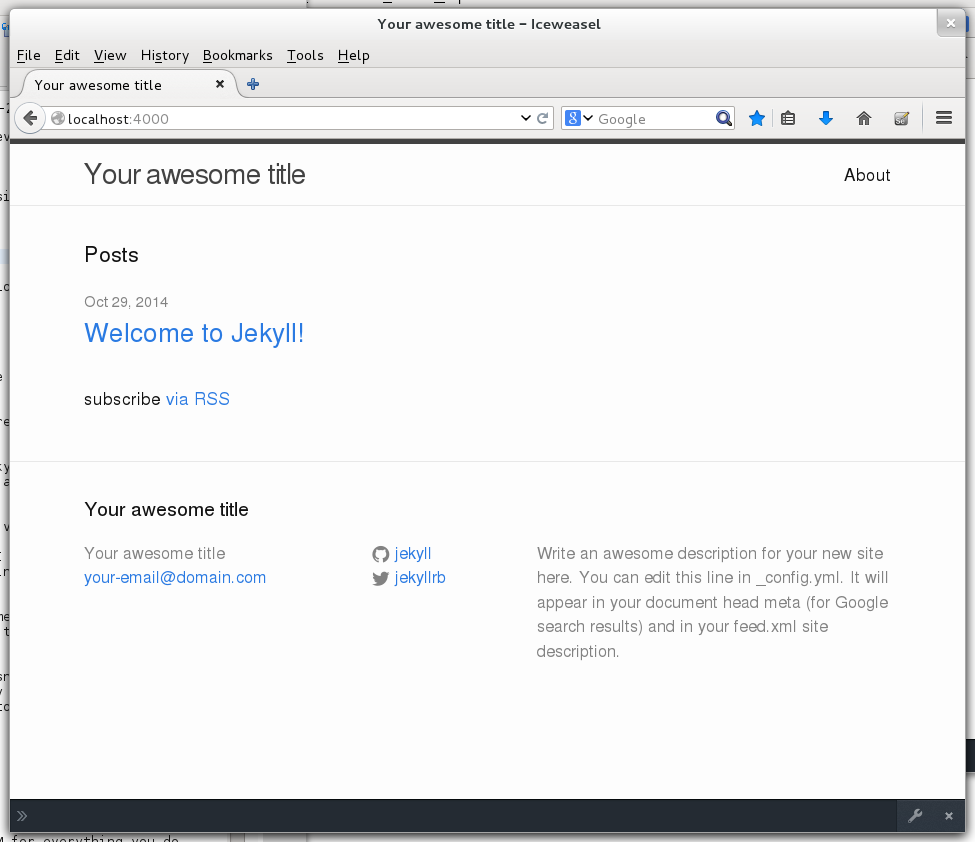 Your awesome title – Iceweasel
File Edit View History Bookmarks Tools Help
Your awesome title
localhost:4000
Google
Your awesome title
About
Posts
Oct 29, 2014
Welcome to Jekyll!
subscribe via RSS
Your awesome title
Your awesome title
your-email@domain.com
jekyll
jekyllrb
Write an awesome description for your new site
here. You can edit this line in _config.yml. It will
appear in your document head meta (for Google
search results) and in your feed.xml site
description.
for everything you do